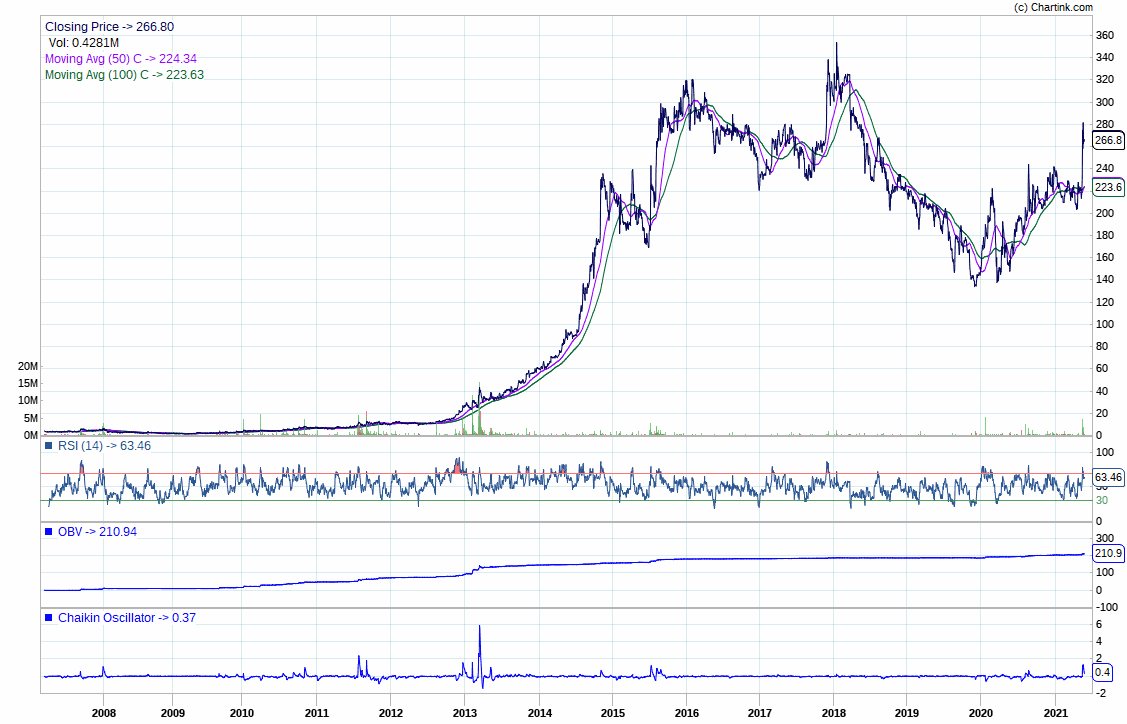 (c) Chartink.com
Closing Price -> 266.80
Vol: 0.4281M
Moving Avg (50) C -> 224.34
Moving Avg (100) C -> 223.63
360
340
320
300
280
266.8
240
223.6
200
180
160
140
120
100
80
60
40
20
0
20M
15M
10M
5M
0M
RSI (14) -> 63.46
100
63.46
50
30
0
OBV -> 210.94
300
210.9
100
0
-100
Chaikin Oscillator -> 0.37
6
4
2
0.4
-2
2008 2009 2010 2011 2012 2013 2014 2015 2016 2017 2018 2019 2020 2021